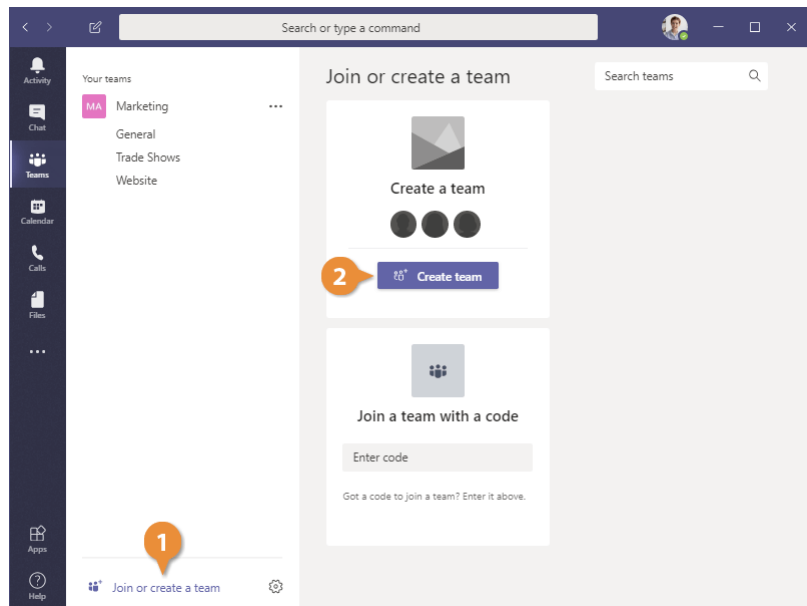 Search or type a command
Activity
Chat
Teams
Calendar
Calls
Files
Apps
Help
Your teams
MA Marketing
General
Trade Shows
Website
1
Join or create a team
Join or create a team
Search teams
Create a team
2
Create team
Join a team with a code
Enter code
Got a code to join a team? Enter it above.